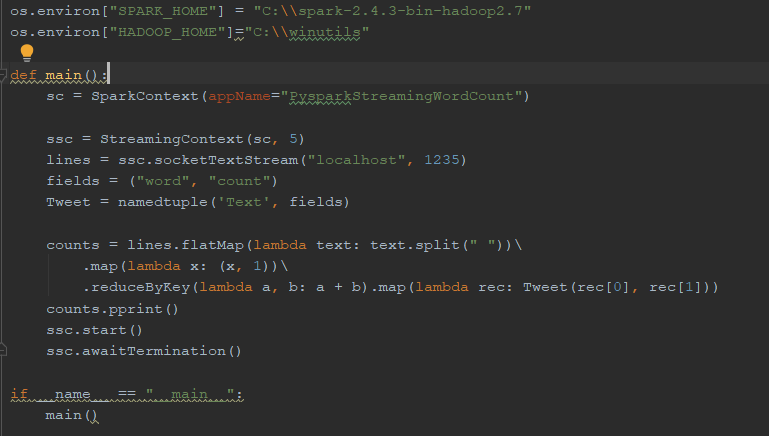 os.environ["SPARK_HOME"] = "C:\\spark-2.4.3-bin-hadoop2.7"
os.environ["HADOOP_HOME"]="C:\\winutils"
def main():
    sc = SparkContext(appName="PysparkStreamingWordCount")
    ssc = StreamingContext(sc, 5)
    lines = ssc.socketTextStream("localhost", 1235)
    fields = ("word", "count")
    Tweet = namedtuple('Text', fields)
    counts = lines.flatMap(lambda text: text.split(" "))\
        .map(lambda x: (x, 1))\
        .reduceByKey(lambda a, b: a + b).map(lambda rec: Tweet(rec[0], rec[1]))
    counts.pprint()
    ssc.start()
    ssc.awaitTermination()
if __name__ == "__main__":
    main()